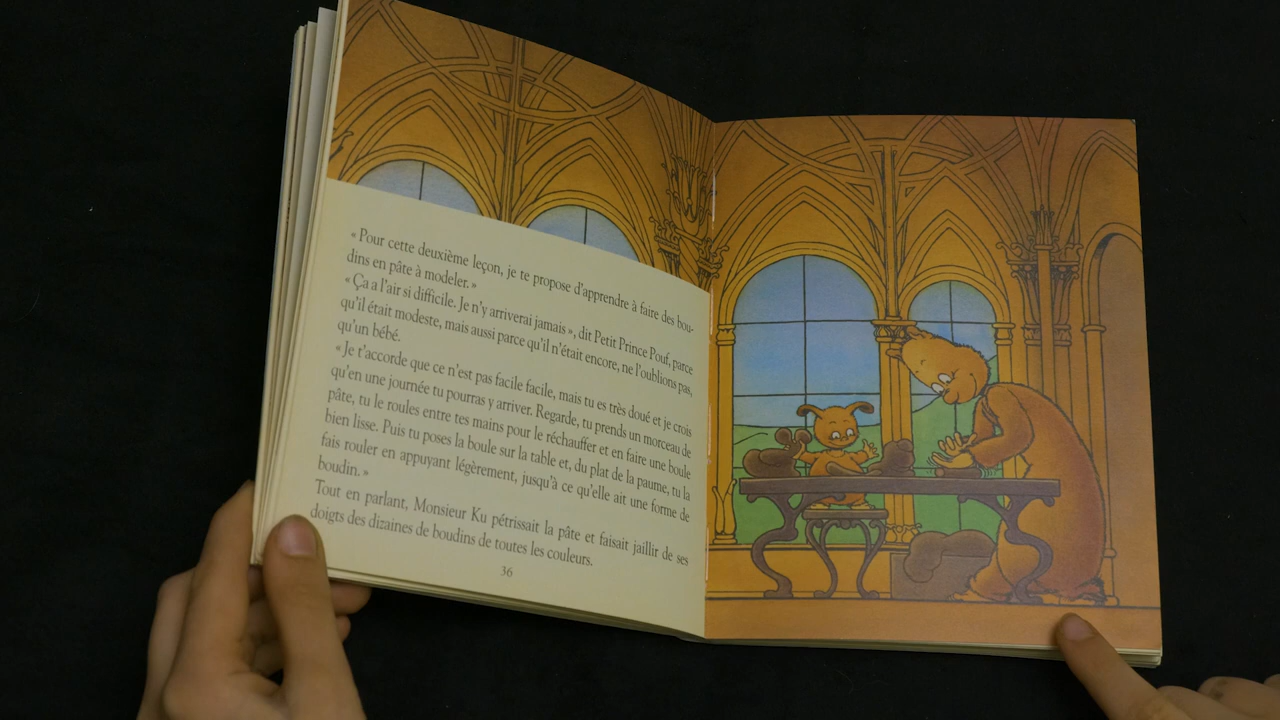 « Pour cette deuxième leçon, je te propose d'apprendre à faire des bou-
dins en pâte à modeler. »
« Ça a l'air si difficile. Je n'y arriverai jamais », dit Petit Prince Pouf, parce
qu'il était modeste, mais aussi parce qu'il n'était encore, ne l'oublions pas,
qu'un bébé.
« Je t'accorde que ce n'est pas facile facile, mais tu es très doué et je crois
qu'en une journée tu pourras y arriver. Regarde, tu prends un morceau de
pâte, tu le roules entre tes mains pour le réchauffer et en faire une boule
bien lisse. Puis tu poses la boule sur la table et, du plat de la paume, tu la
fais rouler en appuyant légèrement, jusqu'à ce qu'elle ait une forme de
boudin. »
Tout en parlant, Monsieur Ku pétrissait la pâte et faisait jaillir de ses
doigts des dizaines de boudins de toutes les couleurs.
36